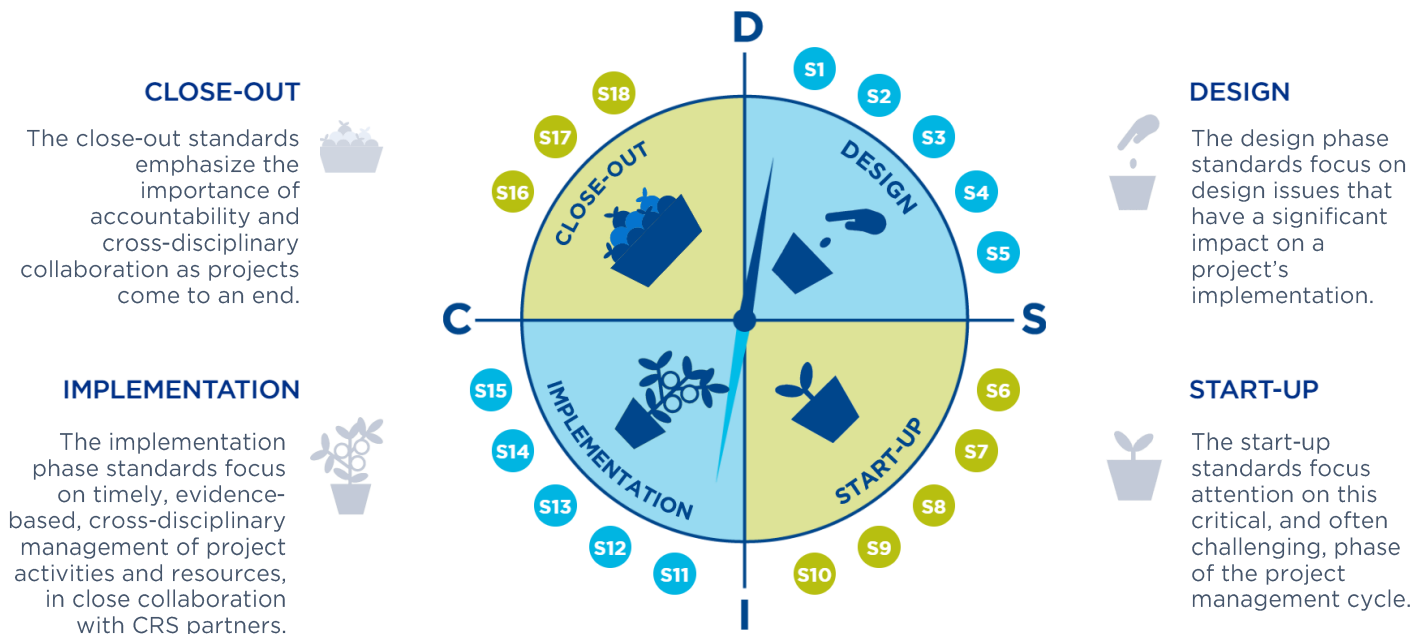 D
CLOSE-OUT
The close-out standards
emphasize the
importance of
accountability and
cross-disciplinary
collaboration as projects
come to an end.
IMPLEMENTATION
The implementation
phase standards focus
on timely, evidence-
based, cross-disciplinary
management of project
activities and resources,
in close collaboration
with CRS partners.
S18
S17
S16
CLOSE-OUT
DESIGN
S1
S2
S3
S4
S5
C
S
IMPLEMENTATION
START-UP
S15
S14
S13
S12
S11
S6
S7
S8
S9
S10
I
DESIGN
The design phase
standards focus on
design issues that
have a significant
impact on a
project’s
implementation.
START-UP
The start-up
standards focus
attention on this
critical, and often
challenging, phase
of the project
management cycle.